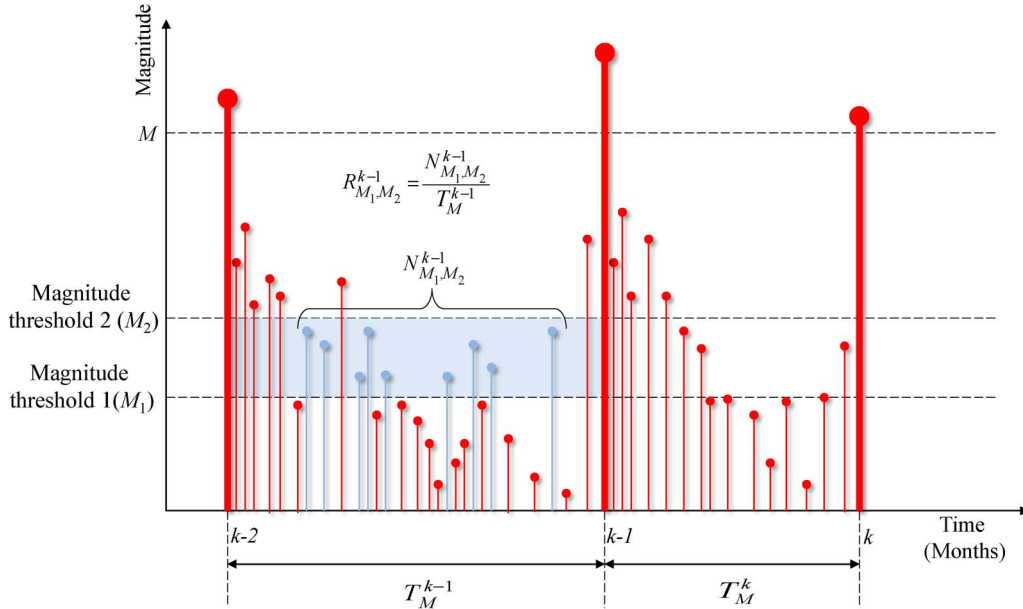 Magnitude
M
R^{k-1}_{M_1,M_2} = \frac{N^{k-1}_{M_1,M_2}}{T^{k-1}_M}
N^{k-1}_{M_1,M_2}
Magnitude
threshold 2 (M_2)
Magnitude
threshold 1(M_1)
k-2
k-1
k
Time
(Months)
T^{k-1}_M
T^k_M